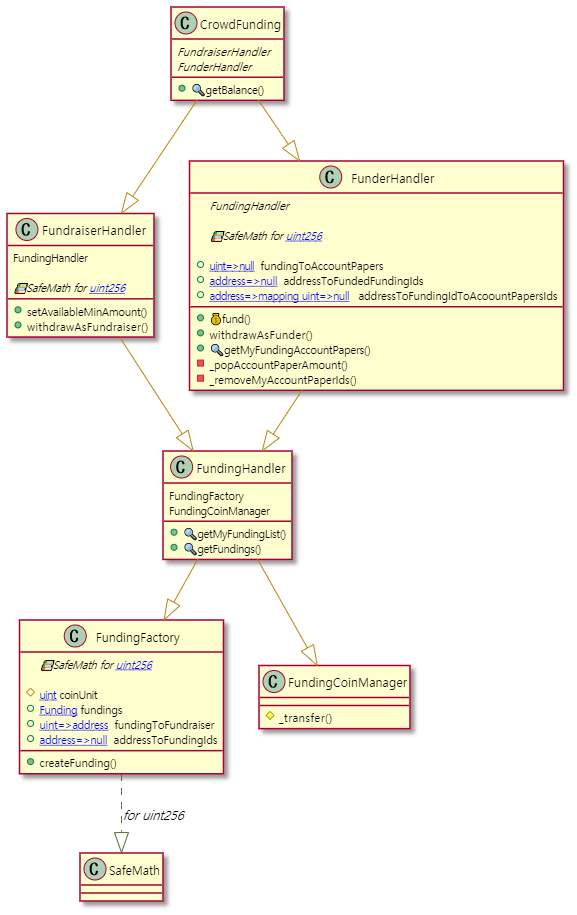 C CrowdFunding
FundraiserHandler
FunderHandler
getBalance()
C FundraiserHandler
FundingHandler
SafeMath for uint256
setAvailableMinAmount()
withdrawAsFundraiser()
C FunderHandler
FundingHandler
SafeMath for uint256
uint=>null fundingToAccountPapers
address=>null addressToFundedFundingIds
address=>mapping uint=>null addressToFundingIdToAcoountPapersIds
fund()
withdrawAsFunder()
getMyFundingAccountPapers()
_popAccountPaperAmount()
_removeMyAccountPaperIds()
C FundingHandler
FundingFactory
FundingCoinManager
getMyFundingList()
getFundings()
C FundingFactory
SafeMath for uint256
uint coinUnit
Funding fundings
uint=>address fundingToFundraiser
address=>null addressToFundingIds
createFunding()
C FundingCoinManager
_transfer()
for uint256
C SafeMath